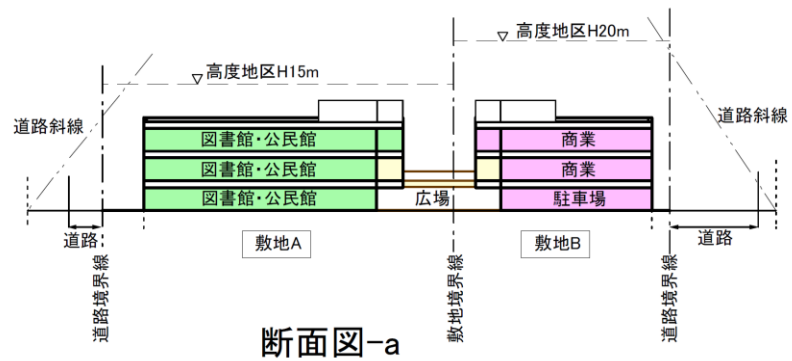 高度地区H20m
高度地区H15m
道路斜線
道路斜線
図書館・公民館
商業
図書館・公民館
商業
図書館・公民館
広場
駐車場
道路
敷地A
敷地B
道路
道路境界線
敷地境界線
道路境界線
断面図-a